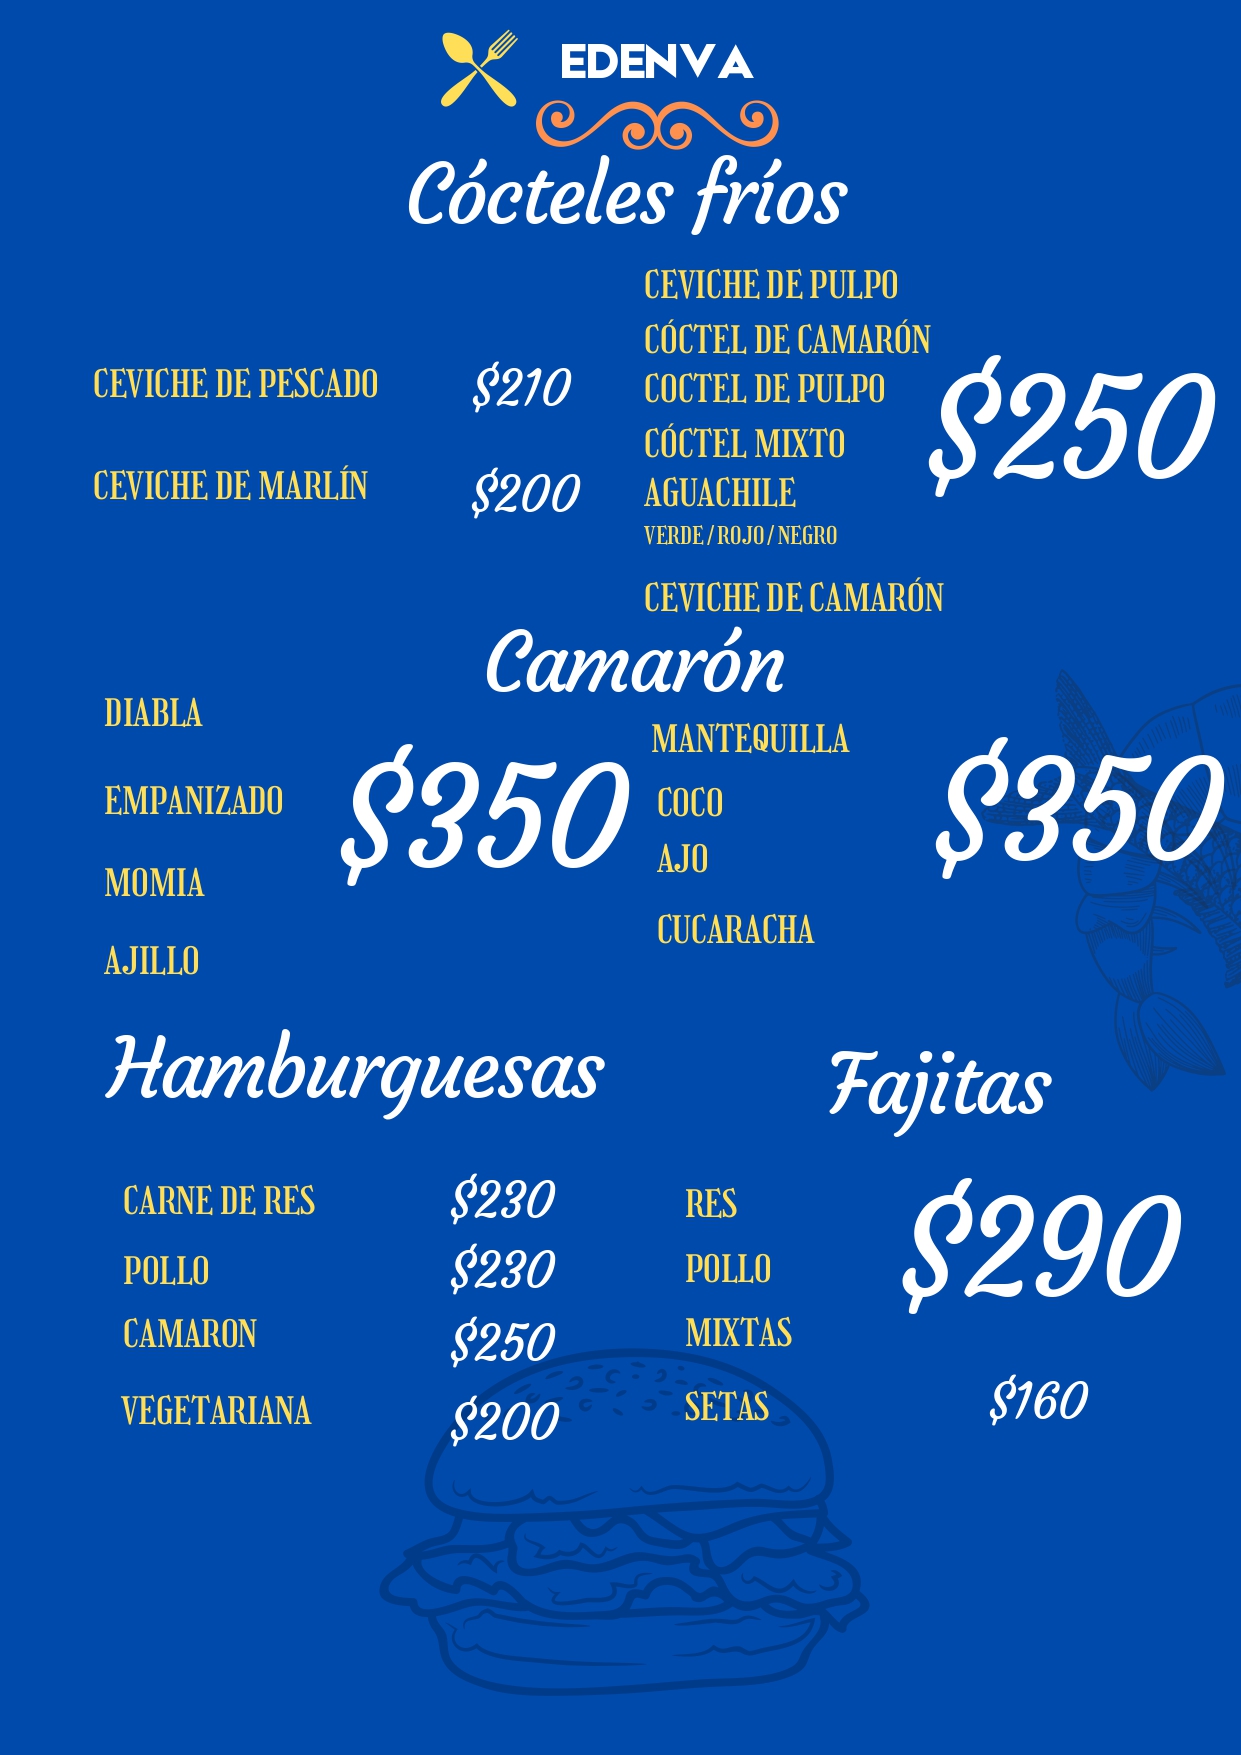 EDENVA
Cócteles fríos
CEVICHE DE PESCADO $210
CEVICHE DE MARLÍN $200
CEVICHE DE PULPO
CÓCTEL DE CAMARÓN
COCTEL DE PULPO
CÓCTEL MIXTO
AGUACHILE
VERDE / ROJO / NEGRO
CEVICHE DE CAMARÓN
$250
Camarón
DIABLA
EMPANIZADO
MOMIA
AJILLO
$350
MANTEQUILLA
COCO
AJO
CUCARACHA
$350
Hamburguesas
CARNE DE RES $230
POLLO $230
CAMARON $250
VEGETARIANA $200
Fajitas
RES
POLLO
MIXTAS
$290
SETAS $160